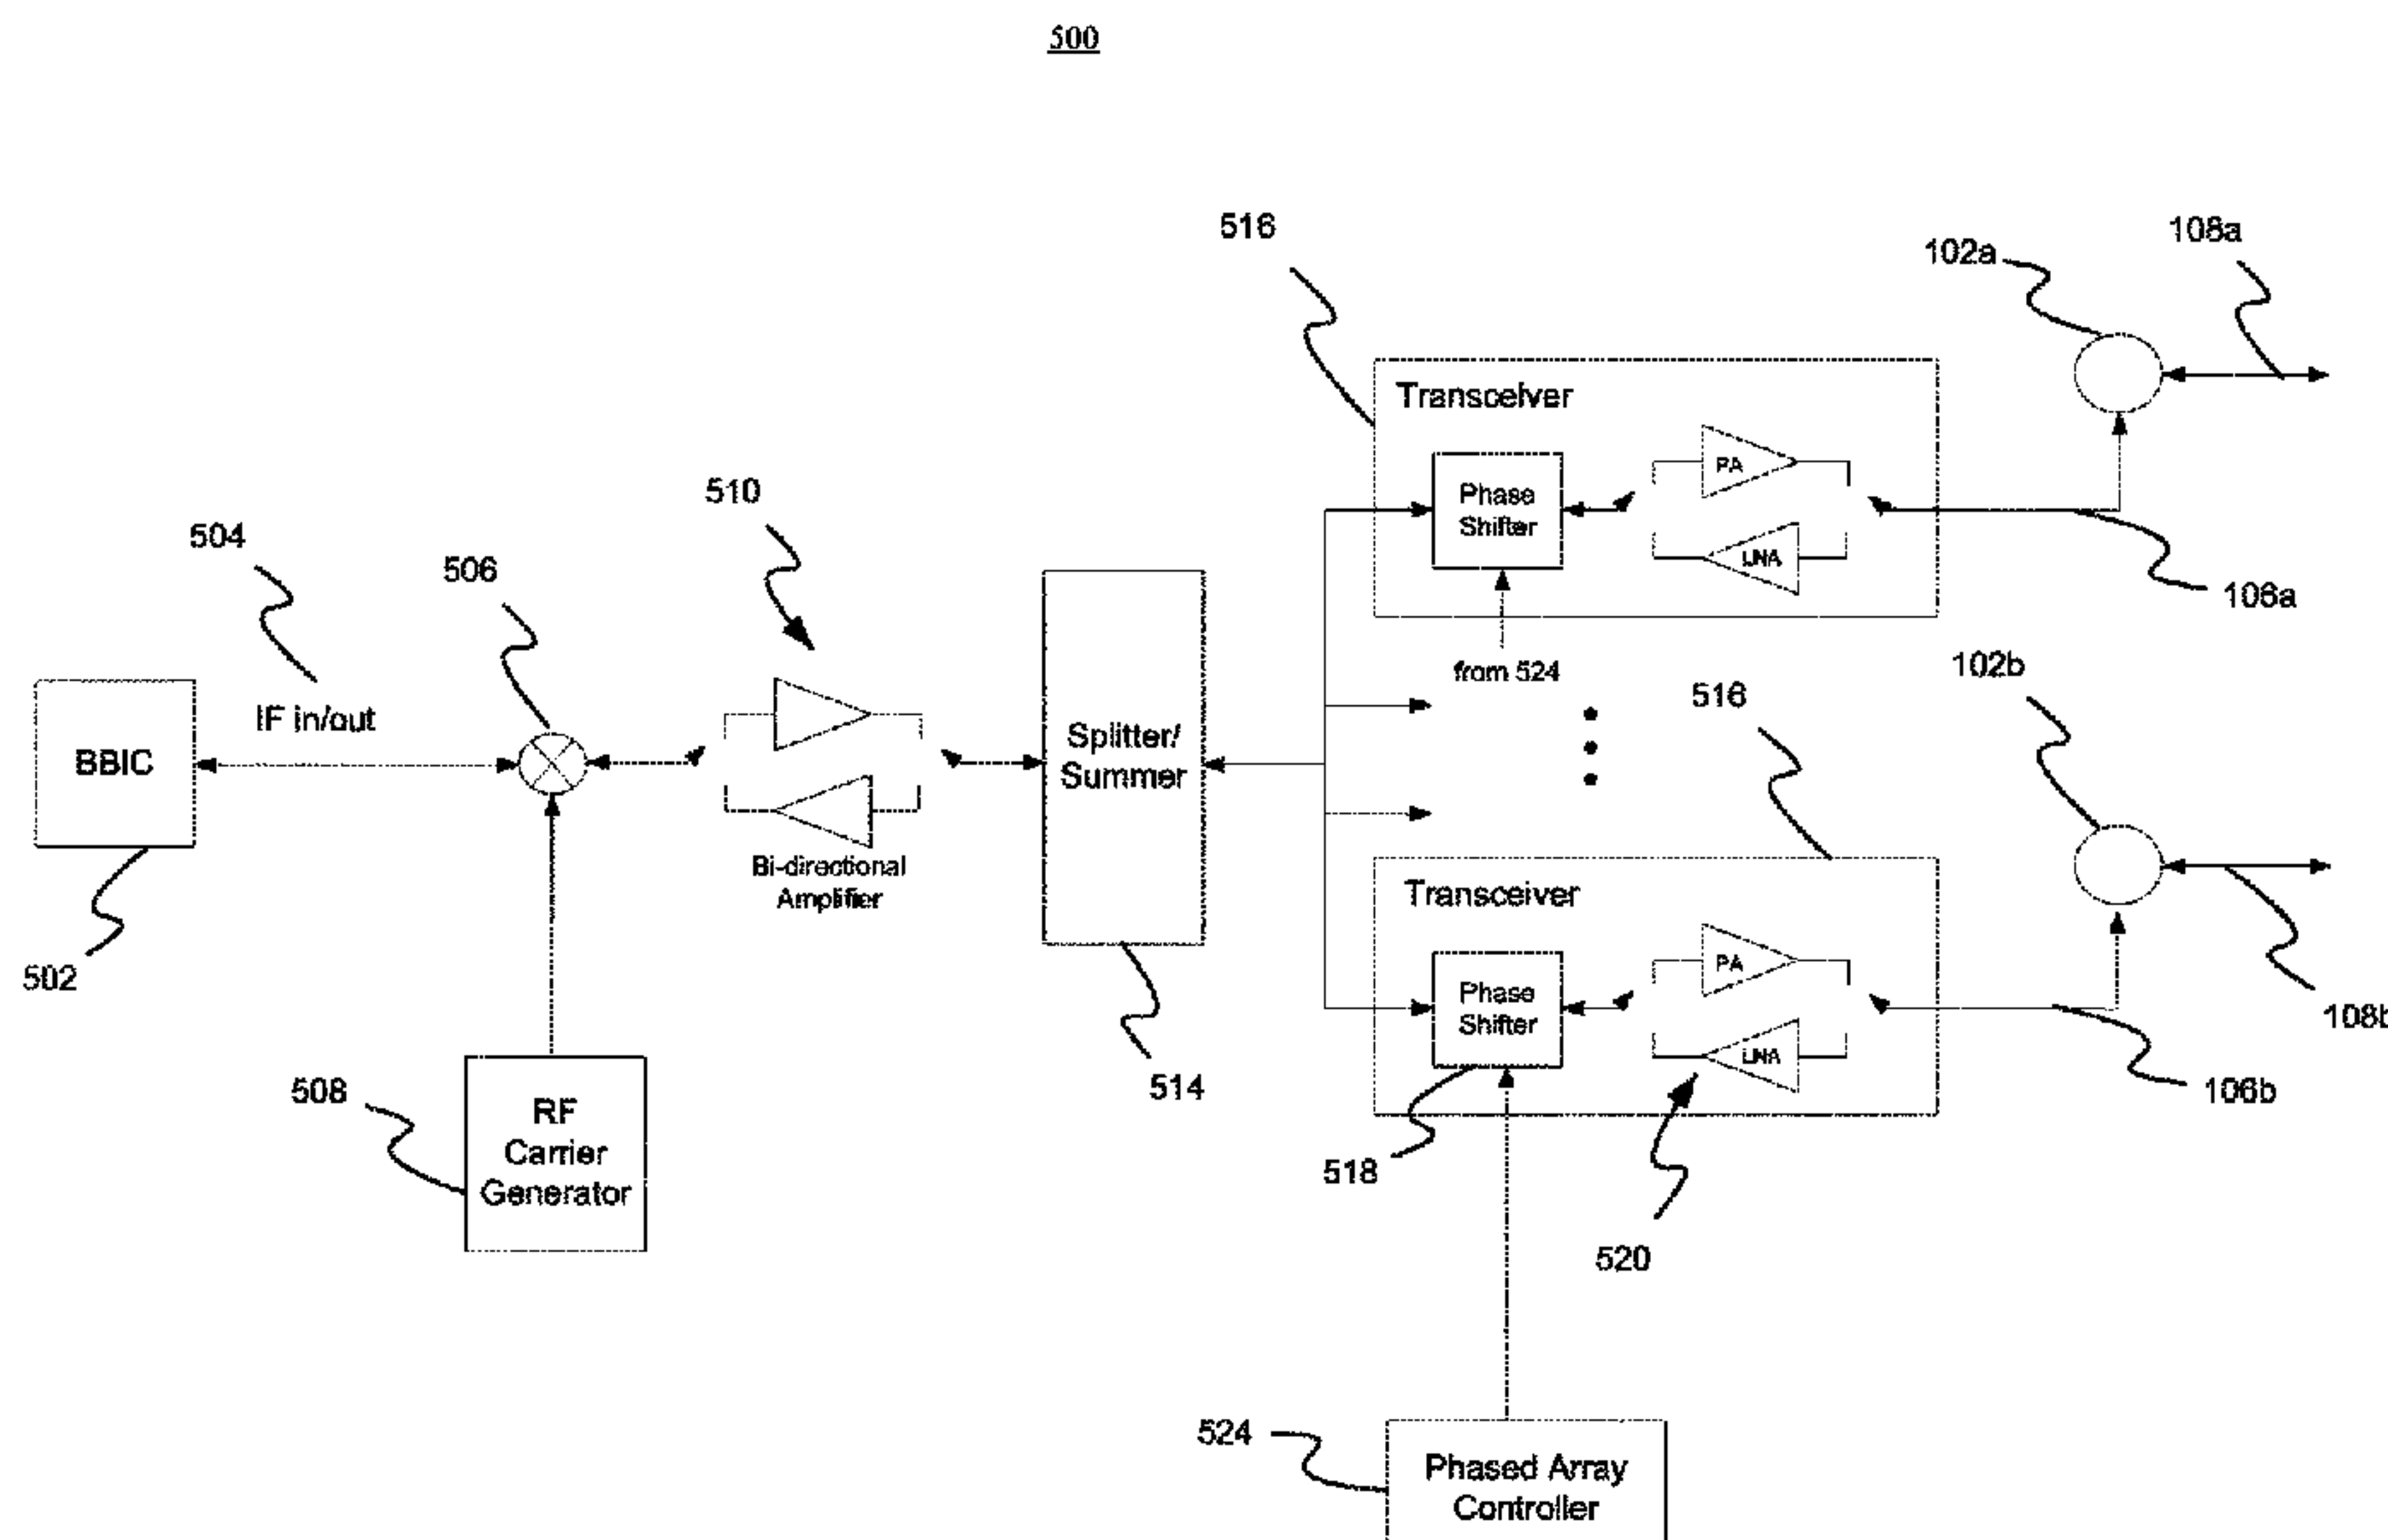 500
516
102a
108a
Transceiver
PA
Phase
Shifter
LNA
106a
from 524
510
504
506
IF in/out
BBIC
502
Bi-directional
Amplifier
Splitter/
Summer
514
508
RF
Carrier
Generator
102b
516
Transceiver
PA
Phase
Shifter
LNA
108b
106b
518
520
524
Phased Array
Controller